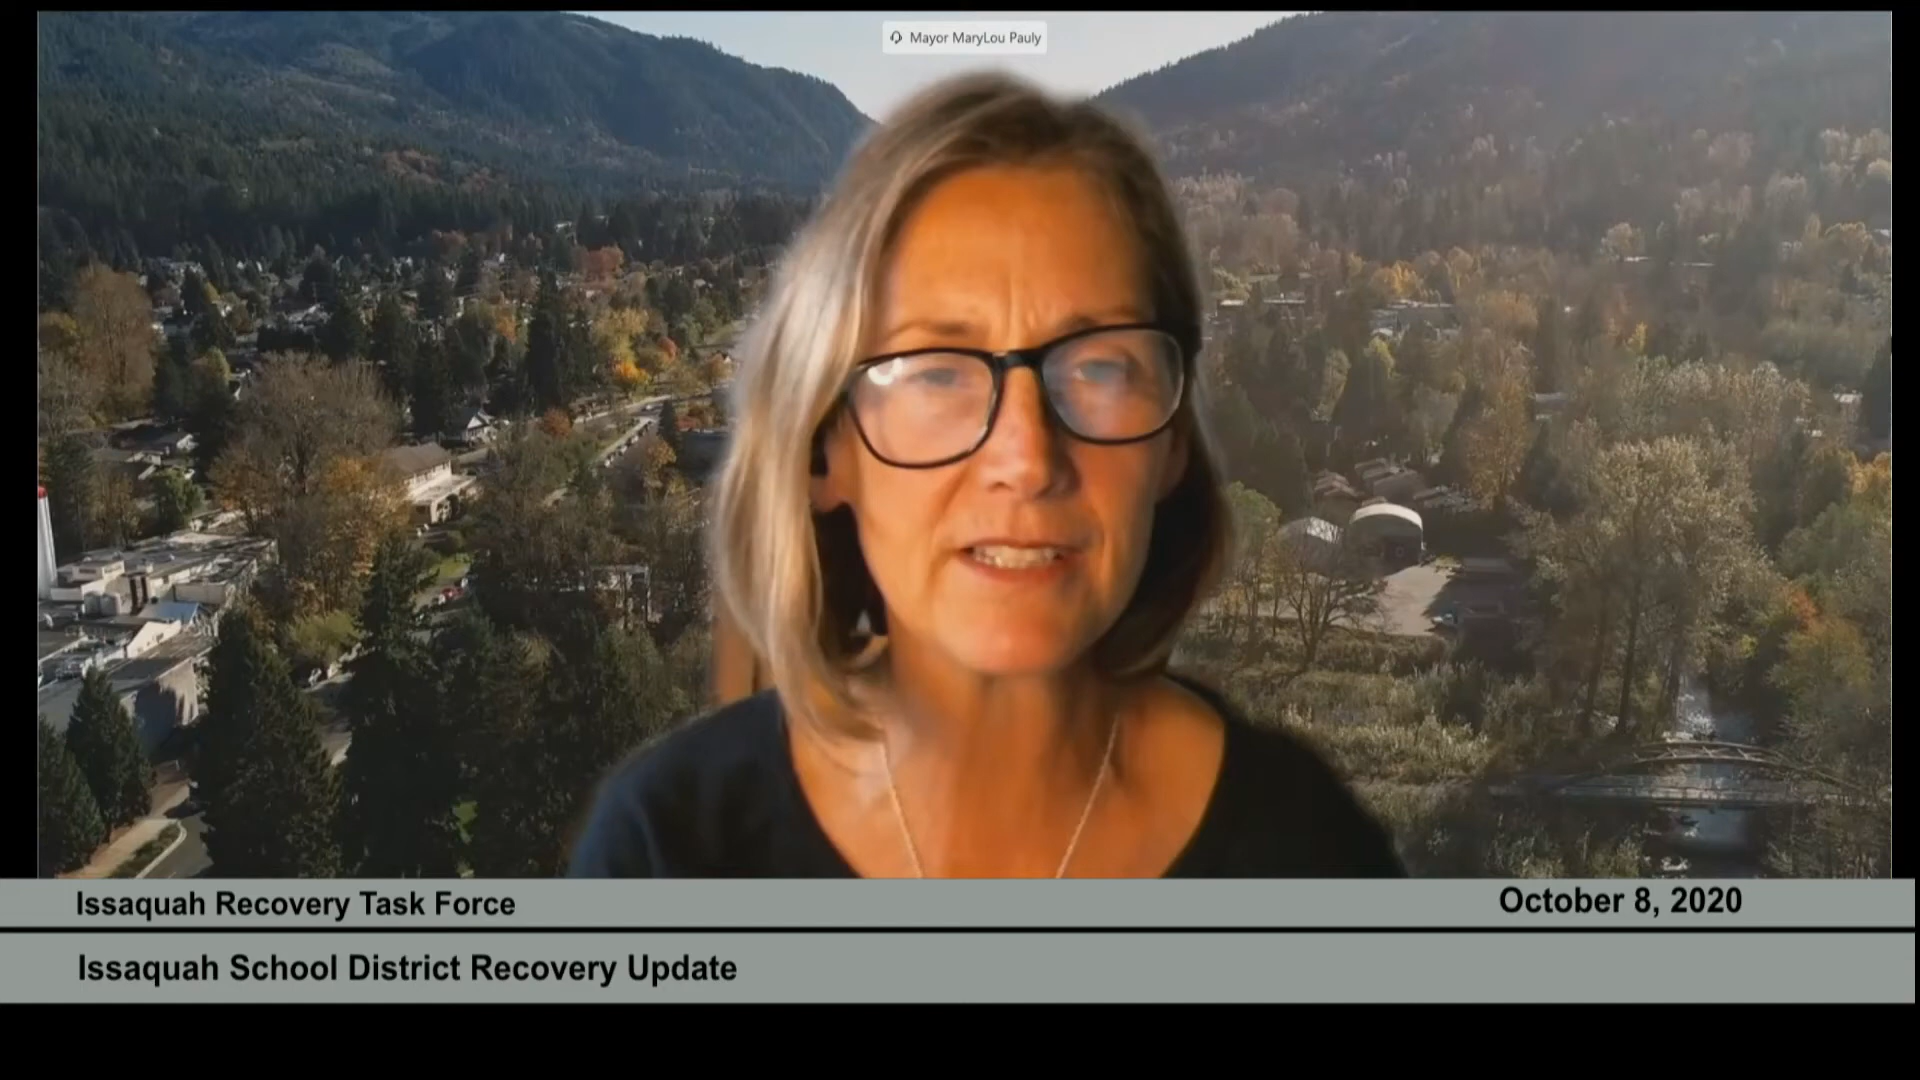 Mayor MaryLou Pauly
Issaquah Recovery Task Force
October 8, 2020
Issaquah School District Recovery Update